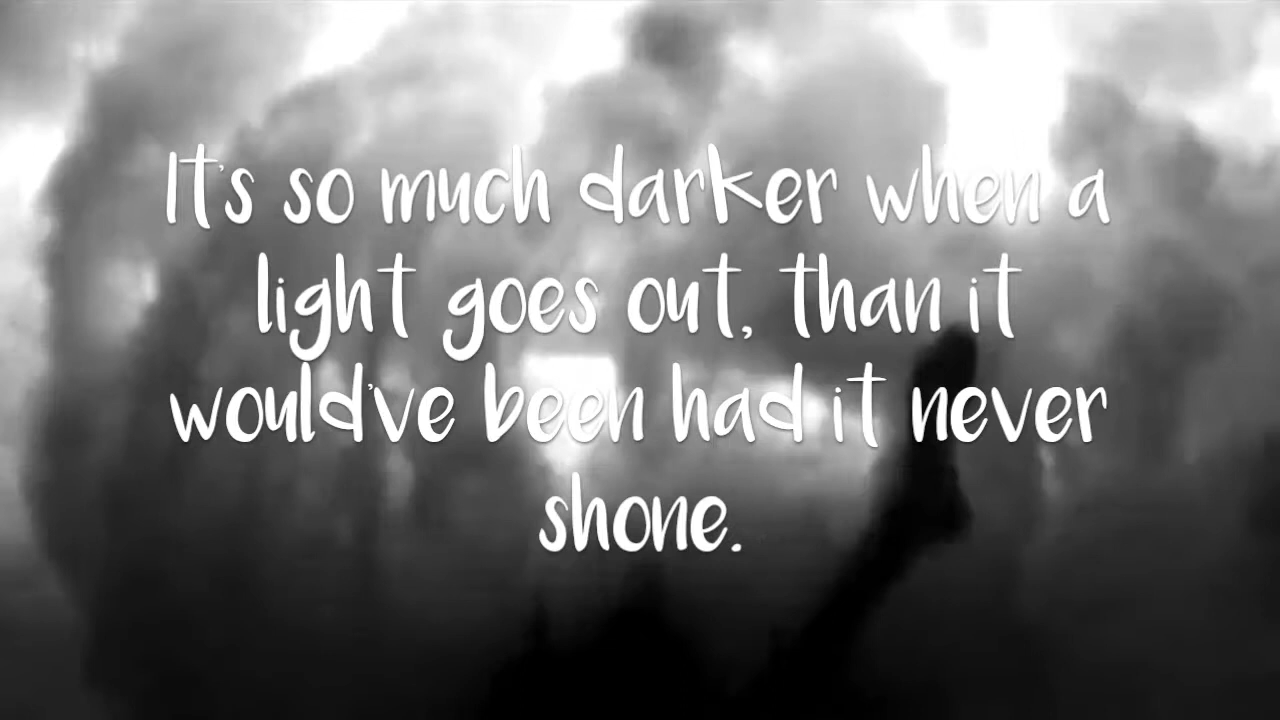 It's so much darker when a
light goes out, than it
would've been had it never
shone.